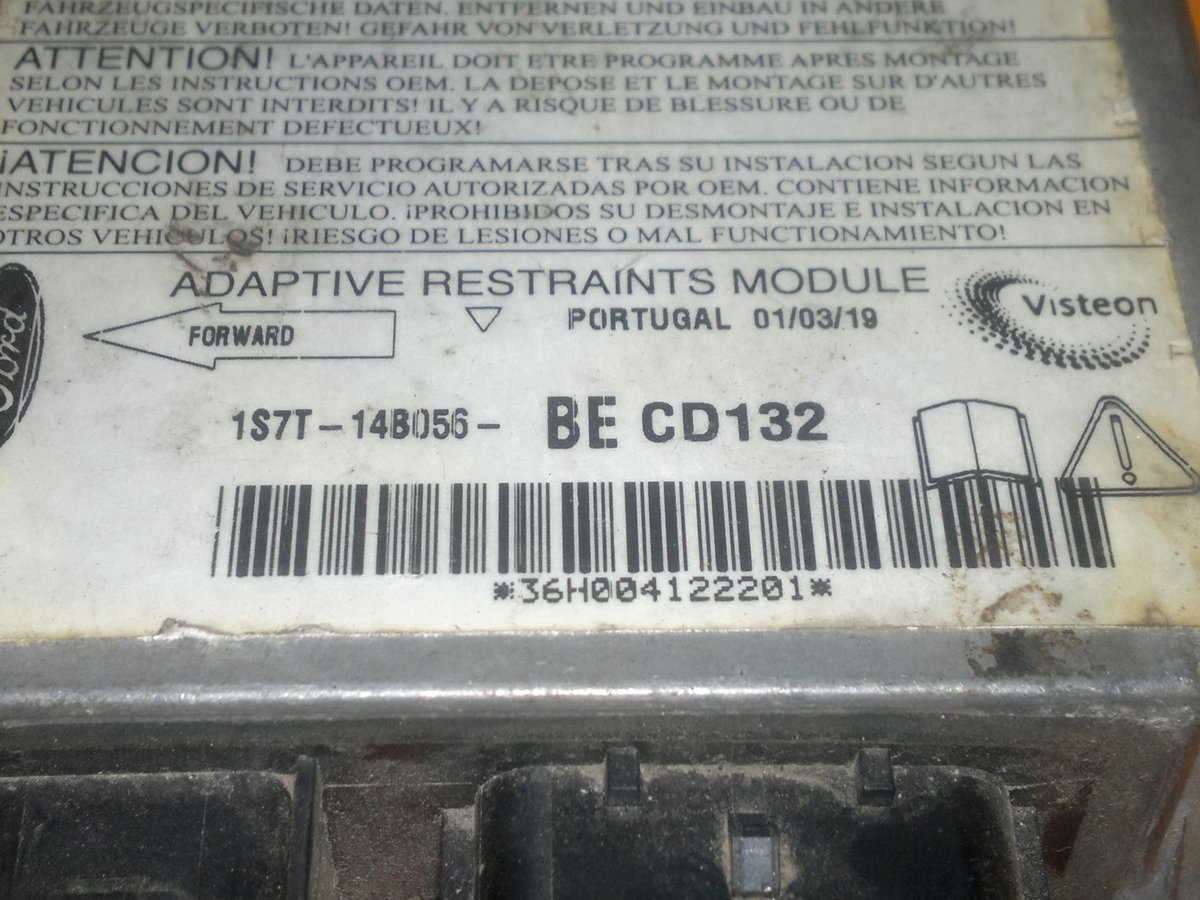 FAHRZEUGSPEZIFISCHE DATEN. ENTFERNEN UND EINBAU IN ANDERE
FAHRZEUGE VERBOTEN! GEFAHR VON VERLETZUNG UND FEHLFUNKTION!
ATTENTION! L'APPAREIL DOIT ETRE PROGRAMME APRES MONTAGE
SELON LES INSTRUCTIONS OEM. LA DEPOSE ET LE MONTAGE SUR D'AUTRES
VEHICULES SONT INTERDITS! IL Y A RISQUE DE BLESSURE OU DE
FONCTIONNEMENT DEFECTUEUX!
¡ATENCION! DEBE PROGRAMARSE TRAS SU INSTALACION SEGUN LAS
INSTRUCCIONES DE SERVICIO AUTORIZADAS POR OEM. CONTIENE INFORMACION
ESPECIFICA DEL VEHICULO. ¡PROHIBIDOS SU DESMONTAJE E INSTALACION EN
OTROS VEHICULOS! ¡RIESGO DE LESIONES O MAL FUNCIONAMIENTO!
ADAPTIVE RESTRAINTS MODULE
Ford
FORWARD
PORTUGAL 01/03/19
Visteon
1S7T-14B056- BE CD132
*36H004122201*